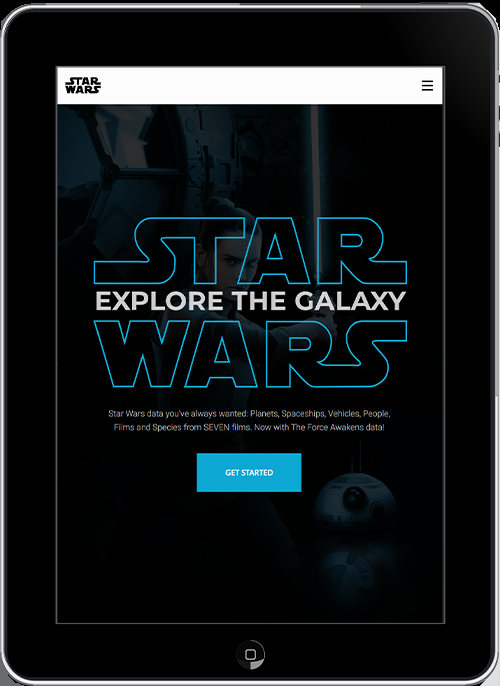 STAR
WARS
STAR
EXPLORE THE GALAXY
WARS
Star Wars data you've always wanted: Planets, Spaceships, Vehicles, People,
Films and Species from SEVEN films. Now with The Force Awakens data!
GET STARTED